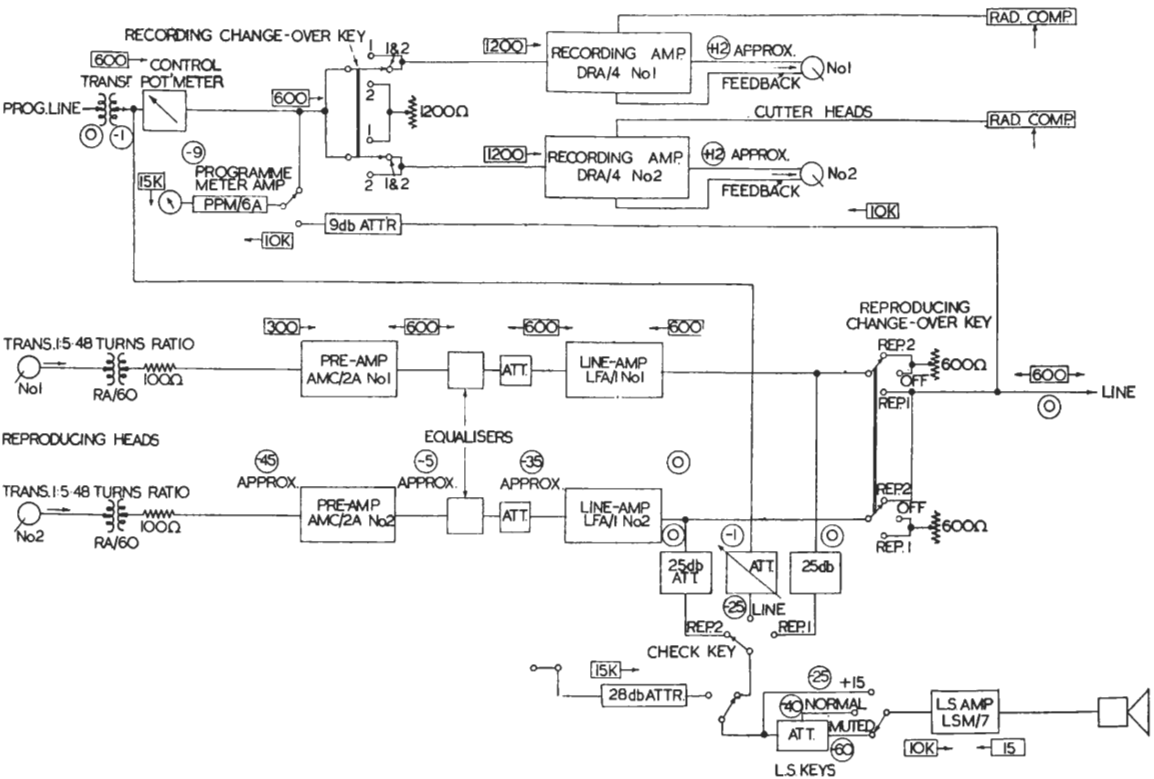 RAD. COMP.
RECORDING CHANGE-OVER KEY
1
1&2
1200
RECORDING AMP.
DRA/4 No1
+12 APPROX.
No1
FEEDBACK
600
CONTROL
TRANSF. POT'METER
PROG. LINE
0
-1
600
2
1200Ω
1
CUTTER HEADS
RAD. COMP.
1200
RECORDING AMP.
DRA/4 No2
+12 APPROX.
No2
FEEDBACK
2
1&2
-9
PROGRAMME
METER AMP
15K
PPM/6A
10K
9db ATTR
10K
REPRODUCING
CHANGE-OVER KEY
300
600
600
600
TRANS. 1:5·48 TURNS RATIO
No1
RA/60
100Ω
PRE-AMP
AMC/2A No1
ATT.
LINE-AMP
LFA/1 No1
REP.2
OFF
600Ω
REP.1
600
LINE
0
REPRODUCING HEADS
EQUALISERS
-45
APPROX.
-5
APPROX.
-35
APPROX.
0
TRANS. 1:5·48 TURNS RATIO
No2
RA/60
100Ω
PRE-AMP
AMC/2A No2
ATT.
LINE-AMP
LFA/1 No2
REP.2
OFF
600Ω
REP.1
0
-1
0
25db
ATT.
ATT.
25db
-25
LINE
REP.2
REP.1
CHECK KEY
15K
28db ATTR.
-25
+15
-40
NORMAL
ATT.
MUTED
-60
L.S. KEYS
L.S. AMP
LSM/7
10K
15